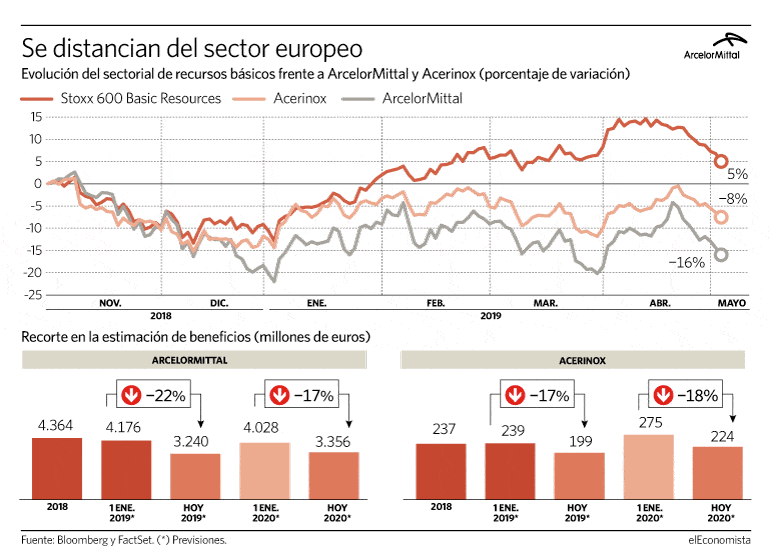 Se distancian del sector europeo
ArcelorMittal
Evolución del sectorial de recursos básicos frente a ArcelorMittal y Acerinox (porcentaje de variación)
Stoxx 600 Basic Resources Acerinox ArcelorMittal
15
10
5
0
-5
-10
-15
-20
-25
5%
−8%
−16%
NOV. DIC. ENE. FEB. MAR. ABR. MAYO
2018 2019
Recorte en la estimación de beneficios (millones de euros)
ARCELORMITTAL
−22% −17%
4.364 4.176 3.240 4.028 3.356
2018 1 ENE. HOY 1 ENE. HOY
2019* 2019* 2020* 2020*
ACERINOX
−17% −18%
237 239 199 275 224
2018 1 ENE. HOY 1 ENE. HOY
2019* 2019* 2020* 2020*
Fuente: Bloomberg y FactSet. (*) Previsiones. elEconomista